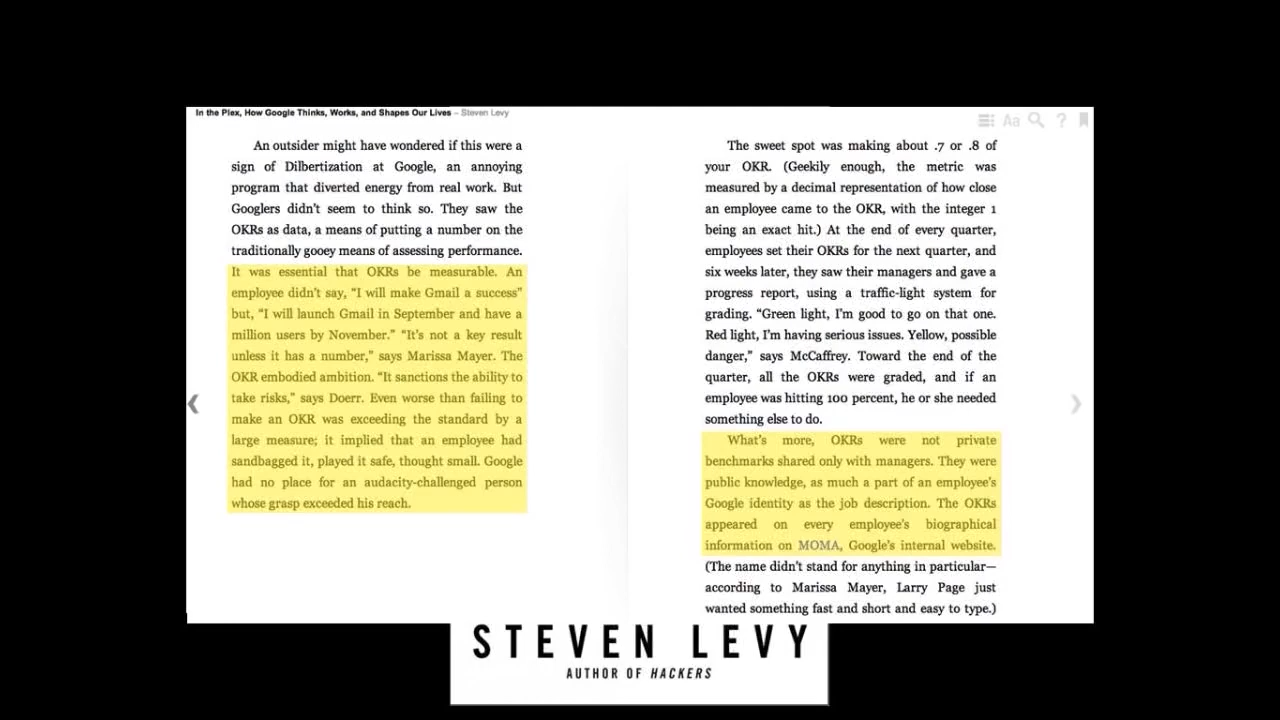 In the Plex, How Google Thinks, Works, and Shapes Our Lives – Steven Levy
Aa
?
An outsider might have wondered if this were a
sign of Dilbertization at Google, an annoying
program that diverted energy from real work. But
Googlers didn't seem to think so. They saw the
OKRs as data, a means of putting a number on the
traditionally gooey means of assessing performance.
It was essential that OKRs be measurable. An
employee didn't say, “I will make Gmail a success”
but, “I will launch Gmail in September and have a
million users by November.” “It's not a key result
unless it has a number,” says Marissa Mayer. The
OKR embodied ambition. “It sanctions the ability to
take risks,” says Doerr. Even worse than failing to
make an OKR was exceeding the standard by a
large measure; it implied that an employee had
sandbagged it, played it safe, thought small. Google
had no place for an audacity-challenged person
whose grasp exceeded his reach.
The sweet spot was making about .7 or .8 of
your OKR. (Geekily enough, the metric was
measured by a decimal representation of how close
an employee came to the OKR, with the integer 1
being an exact hit.) At the end of every quarter,
employees set their OKRs for the next quarter, and
six weeks later, they saw their managers and gave a
progress report, using a traffic-light system for
grading. “Green light, I'm good to go on that one.
Red light, I'm having serious issues. Yellow, possible
danger,” says McCaffrey. Toward the end of the
quarter, all the OKRs were graded, and if an
employee was hitting 100 percent, he or she needed
something else to do.
What's more, OKRs were not private
benchmarks shared only with managers. They were
public knowledge, as much a part of an employee's
Google identity as the job description. The OKRs
appeared on every employee's biographical
information on MOMA, Google's internal website.
(The name didn't stand for anything in particular—
according to Marissa Mayer, Larry Page just
wanted something fast and short and easy to type.)
STEVEN LEVY
AUTHOR OF HACKERS